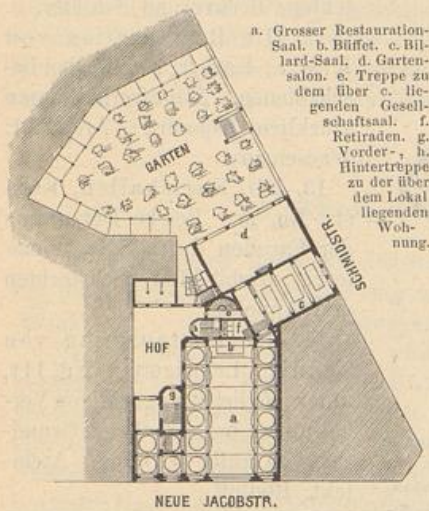 a. Grosser Restauration-
Saal. b. Büffet. c. Bil-
lard-Saal. d. Garten-
salon. e. Treppe zu
dem über c. lie-
genden Gesell-
schaftsaal. f.
Retiraden. g.
Vorder-, h.
Hintertreppe
zu der über
dem Lokal
liegenden
Woh-
nung.
GARTEN
SCHMIDSTR.
d
c
e
h
f
b
HOF
g
a
NEUE JACOBSTR.